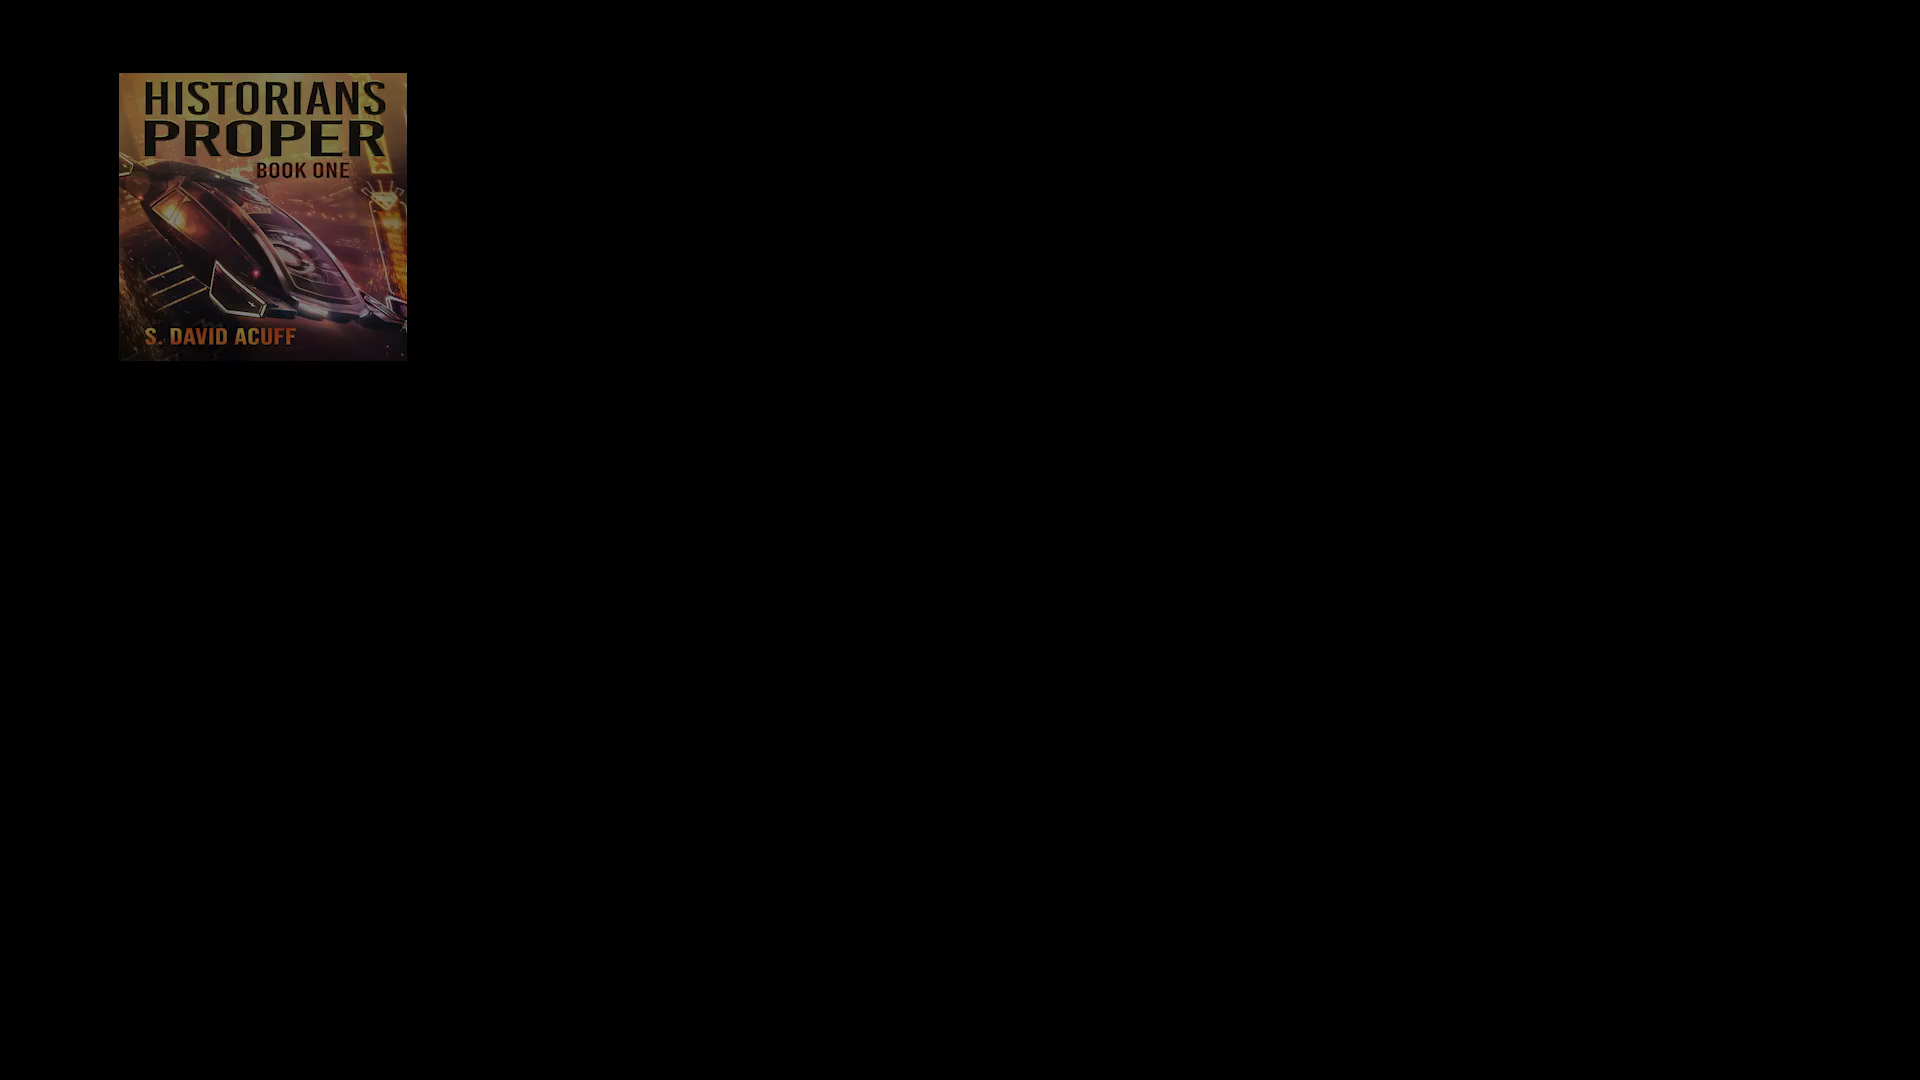 HISTORIANS
PROPER
BOOK ONE
S. DAVID ACUFF